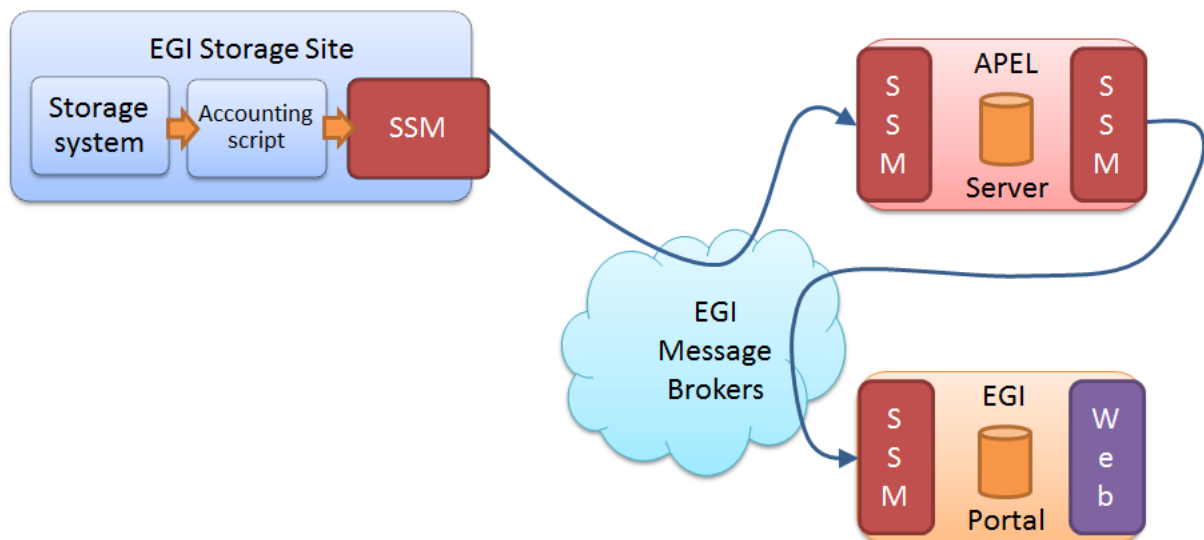 EGI Storage Site
Storage
system
Accounting
script
SSM
S
S
M
APEL
Server
S
S
M
EGI
Message
Brokers
S
S
M
EGI
Portal
W
e
b